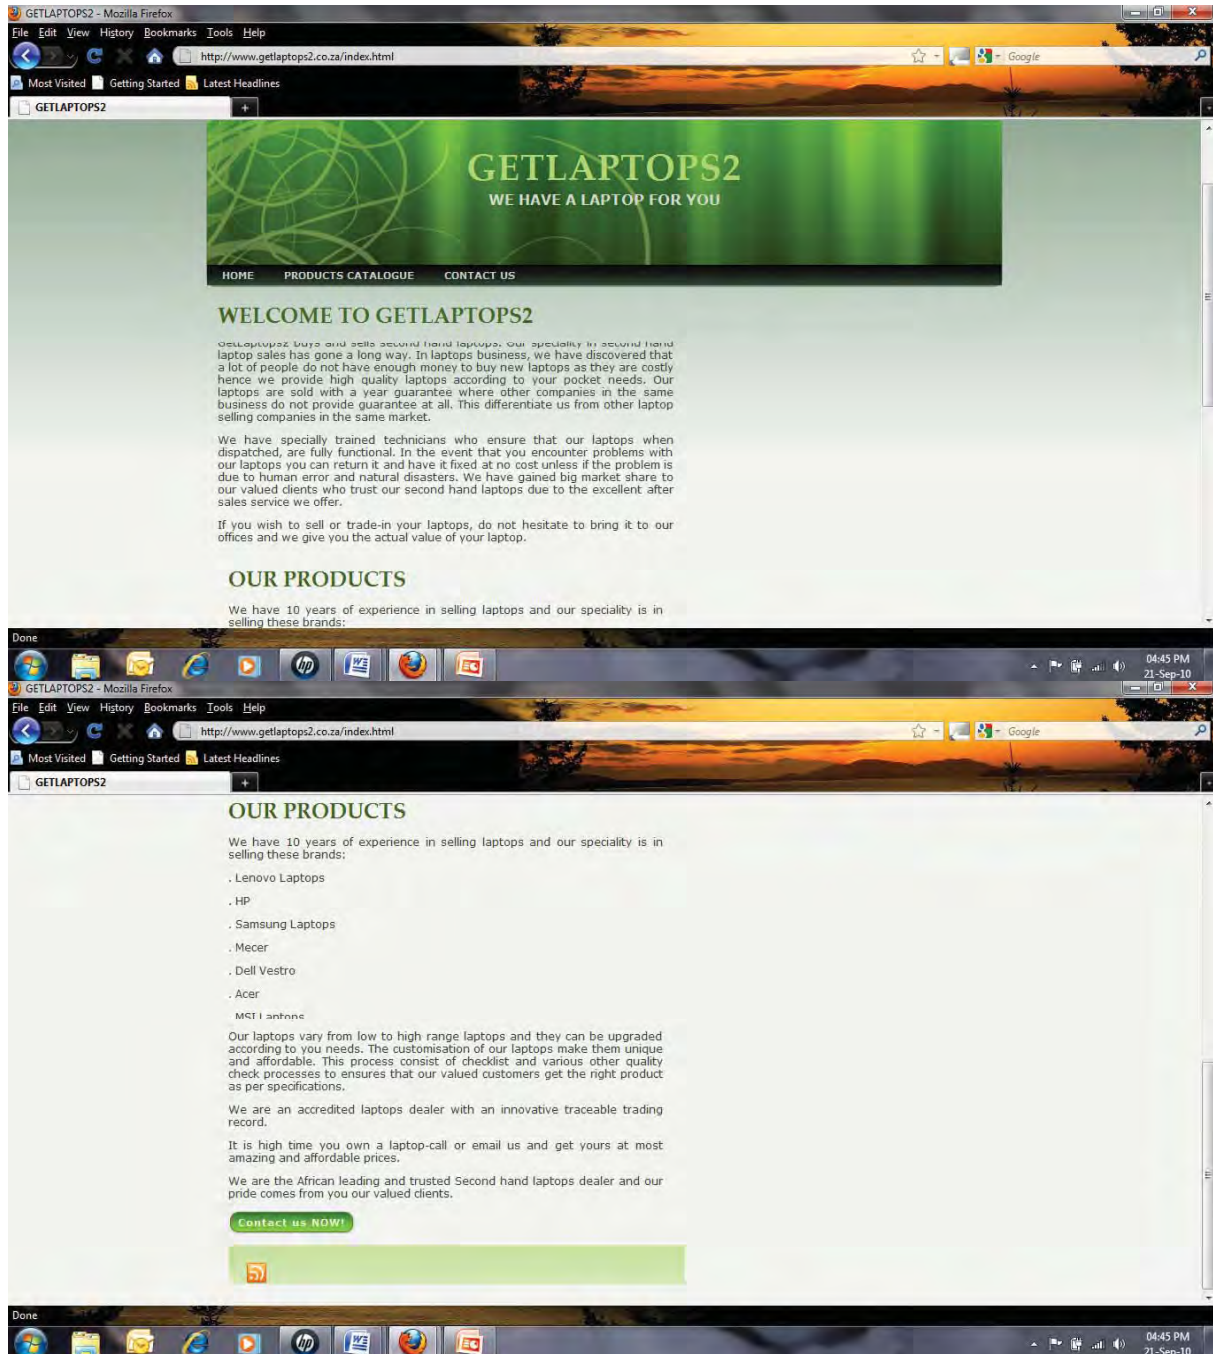 GETLAPTOPS2 - Mozilla Firefox
File Edit View History Bookmarks Tools Help
http://www.getlaptops2.co.za/index.html
Google
Most Visited Getting Started Latest Headlines
GETLAPTOPS2
GETLAPTOPS2
WE HAVE A LAPTOP FOR YOU
HOME PRODUCTS CATALOGUE CONTACT US
WELCOME TO GETLAPTOPS2
GetLaptops2 buys and sells second hand laptops. Our speciality in second hand
laptop sales has gone a long way. In laptops business, we have discovered that
a lot of people do not have enough money to buy new laptops as they are costly
hence we provide high quality laptops according to your pocket needs. Our
laptops are sold with a year guarantee where other companies in the same
business do not provide guarantee at all. This differentiate us from other laptop
selling companies in the same market.
We have specially trained technicians who ensure that our laptops when
dispatched, are fully functional. In the event that you encounter problems with
our laptops you can return it and have it fixed at no cost unless if the problem is
due to human error and natural disasters. We have gained big market share to
our valued clients who trust our second hand laptops due to the excellent after
sales service we offer.
If you wish to sell or trade-in your laptops, do not hesitate to bring it to our
offices and we give you the actual value of your laptop.
OUR PRODUCTS
We have 10 years of experience in selling laptops and our speciality is in
selling these brands:
Done
hp
04:45 PM
21-Sep-10
GETLAPTOPS2 - Mozilla Firefox
File Edit View History Bookmarks Tools Help
http://www.getlaptops2.co.za/index.html
Google
Most Visited Getting Started Latest Headlines
GETLAPTOPS2
OUR PRODUCTS
We have 10 years of experience in selling laptops and our speciality is in
selling these brands:
. Lenovo Laptops
. HP
. Samsung Laptops
. Mecer
. Dell Vestro
. Acer
. MSI Laptops
Our laptops vary from low to high range laptops and they can be upgraded
according to you needs. The customisation of our laptops make them unique
and affordable. This process consist of checklist and various other quality
check processes to ensures that our valued customers get the right product
as per specifications.
We are an accredited laptops dealer with an innovative traceable trading
record.
It is high time you own a laptop-call or email us and get yours at most
amazing and affordable prices.
We are the African leading and trusted Second hand laptops dealer and our
pride comes from you our valued clients.
Contact us NOW!
Done
hp
04:45 PM
21-Sep-10